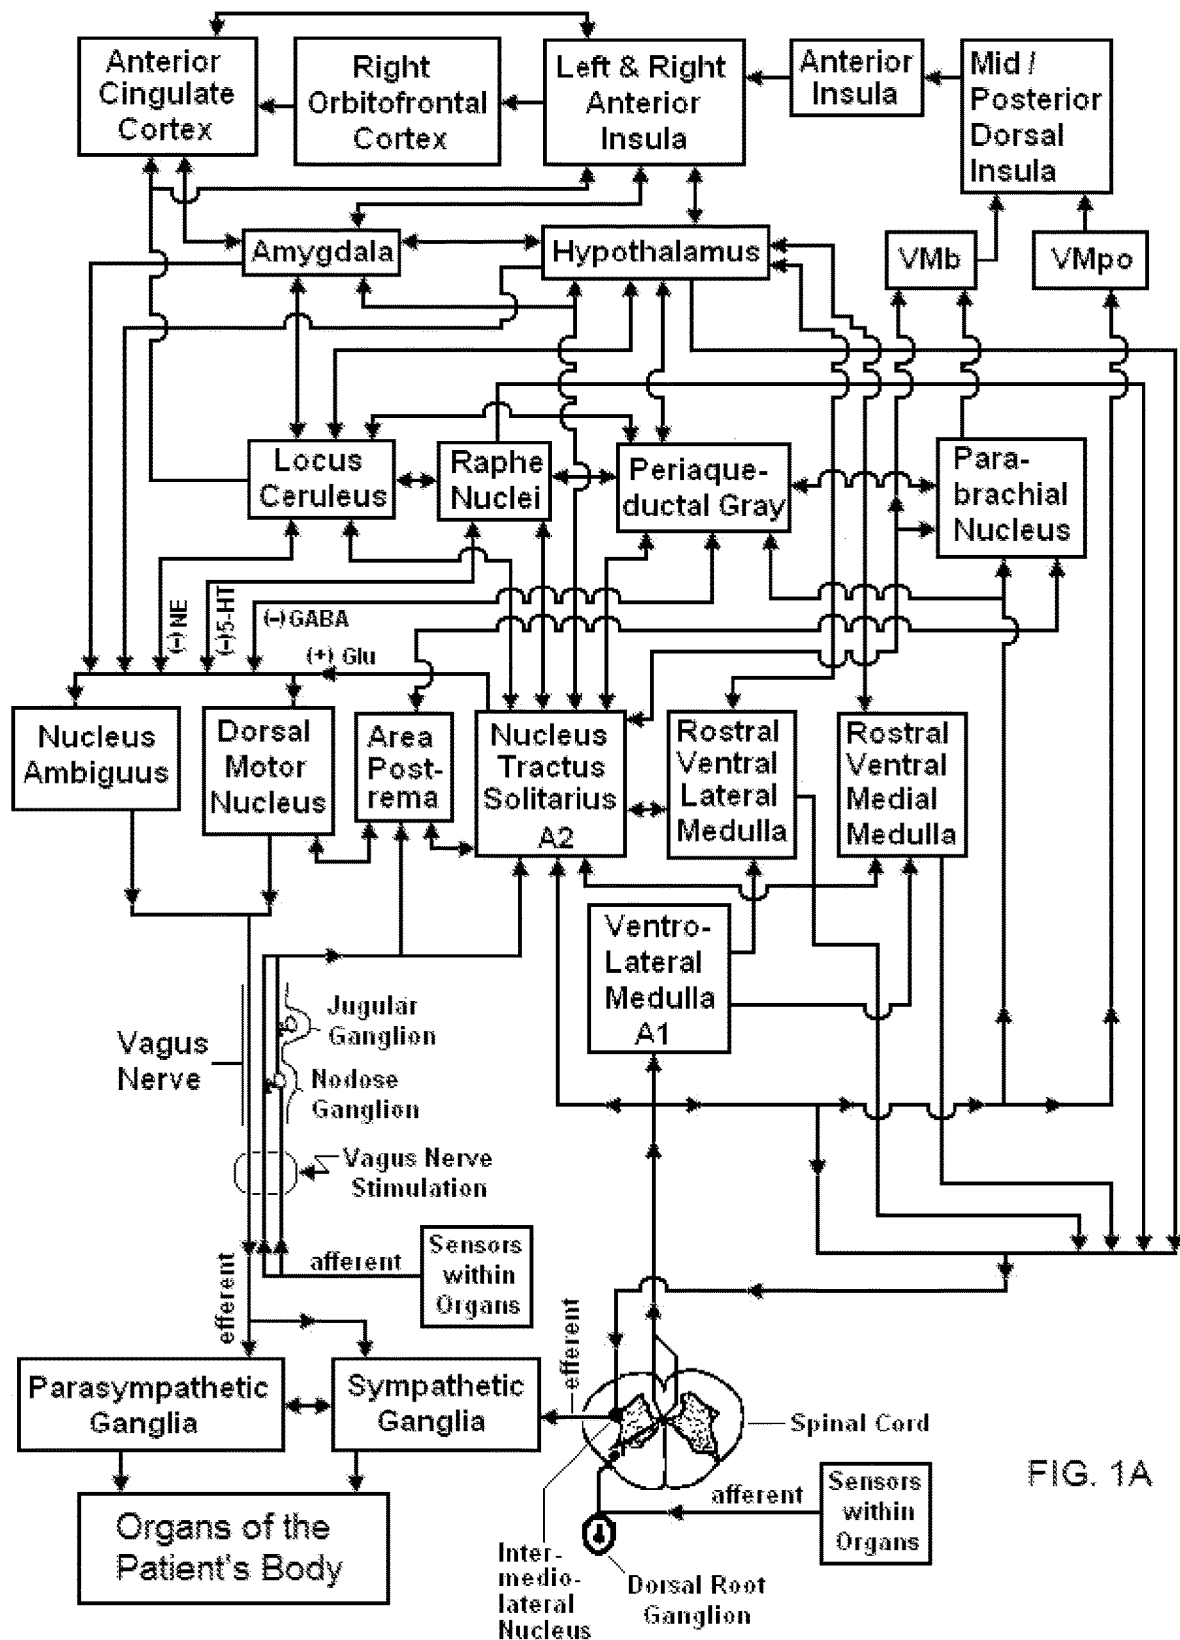 Anterior
Cingulate
Cortex
Right
Orbitofrontal
Cortex
Left & Right
Anterior
Insula
Anterior
Insula
Mid /
Posterior
Dorsal
Insula
Amygdala
Hypothalamus
VMb
VMpo
Locus
Ceruleus
Raphe
Nuclei
Periaque-
ductal Gray
Para-
brachial
Nucleus
(-) NE
(-)5-HT
(-)GABA
(+) Glu
Nucleus
Ambiguus
Dorsal
Motor
Nucleus
Area
Post-
rema
Nucleus
Tractus
Solitarius
A2
Rostral
Ventral
Lateral
Medulla
Rostral
Ventral
Medial
Medulla
Ventro-
Lateral
Medulla
A1
Vagus
Nerve
Jugular
Ganglion
Nodose
Ganglion
Vagus Nerve
Stimulation
efferent
afferent
Sensors
within
Organs
Parasympathetic
Ganglia
Sympathetic
Ganglia
efferent
Spinal Cord
Organs of the
Patient's Body
afferent
Sensors
within
Organs
Inter-
medio-
lateral
Nucleus
Dorsal Root
Ganglion
FIG. 1A